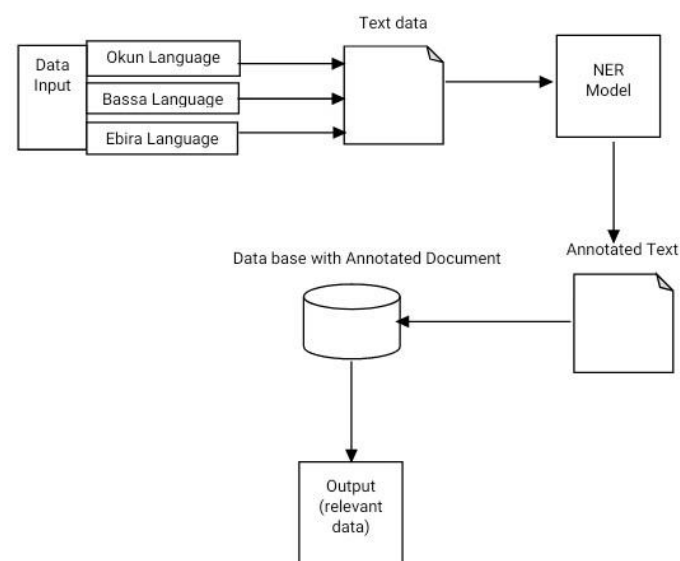 Text data
Data
Input
Okun Language
Bassa Language
Ebira Language
NER
Model
Annotated Text
Data base with Annotated Document
Output
(relevant
data)